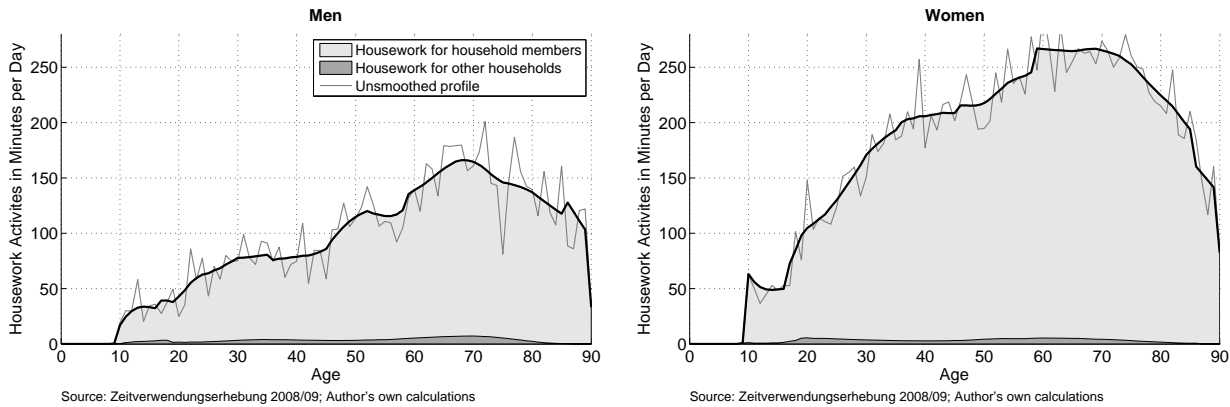 Men
Housework Activites in Minutes per Day
250
200
150
100
50
0
Housework for household members
Housework for other households
Unsmoothed profile
0 10 20 30 40 50 60 70 80 90
Age
Source: Zeitverwendungserhebung 2008/09; Author's own calculations
Women
Housework Activites in Minutes per Day
250
200
150
100
50
0
0 10 20 30 40 50 60 70 80 90
Age
Source: Zeitverwendungserhebung 2008/09; Author's own calculations